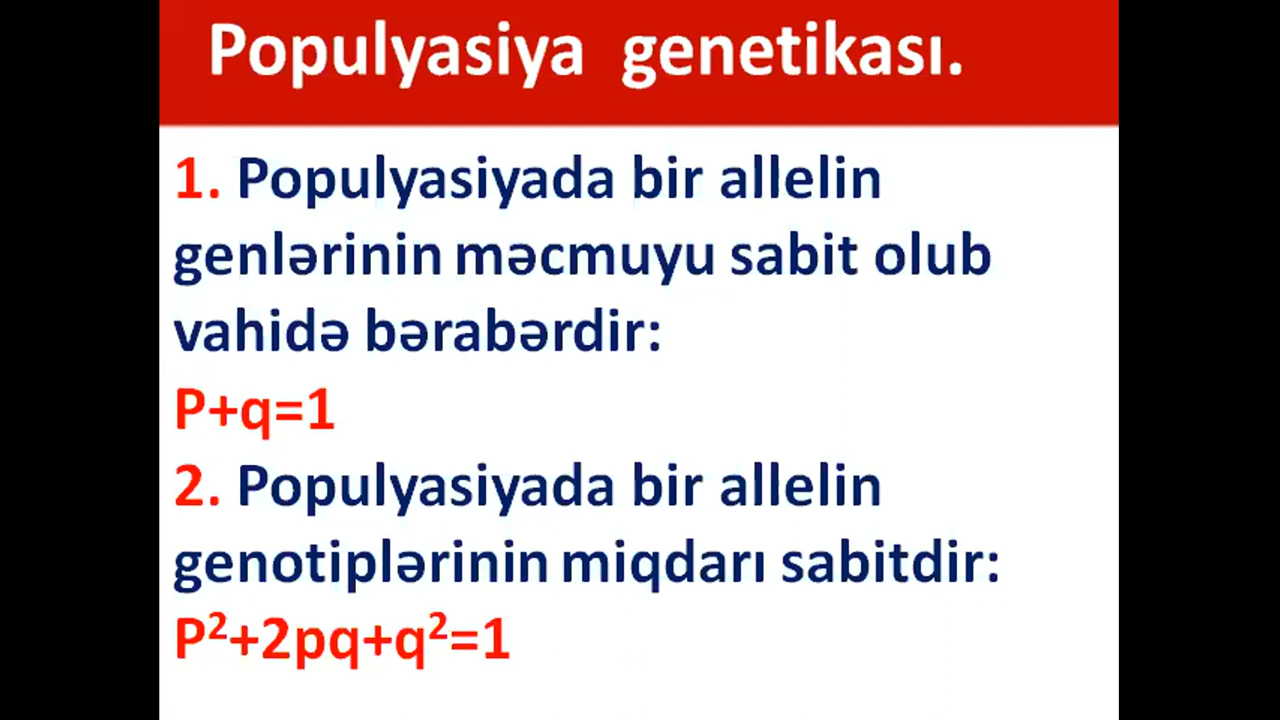 Populyasiya genetikası.
1. Populyasiyada bir allelin
genlərinin məcmuyu sabit olub
vahidə bərabərdir:
P+q=1
2. Populyasiyada bir allelin
genotiplərinin miqdarı sabitdir:
P²+2pq+q²=1